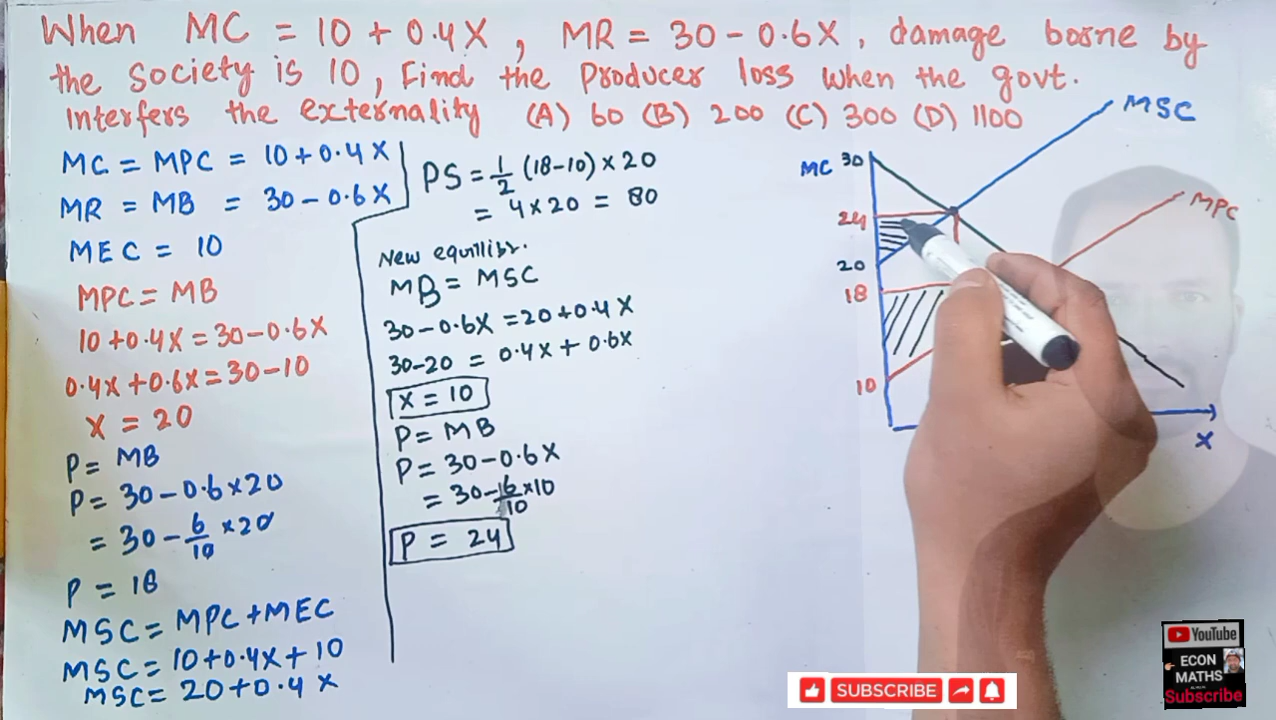 When MC = 10 + 0.4X , MR = 30 - 0.6X , damage borne by
the society is 10 , Find the Producer loss when the govt.
interfers the externality (A) 60 (B) 200 (C) 300 (D) 1100
MC = MPC = 10 + 0.4X
MR = MB = 30 - 0.6X
MEC = 10
MPC = MB
10 + 0.4X = 30 - 0.6X
0.4X + 0.6X = 30 - 10
X = 20
P = MB
P = 30 - 0.6 × 20
= 30 - 6/10 × 20
P = 18
MSC = MPC + MEC
MSC = 10 + 0.4X + 10
MSC = 20 + 0.4X
PS = 1/2 (18-10) × 20
= 4 × 20 = 80
New equilibr.
MB = MSC
30 - 0.6X = 20 + 0.4X
30 - 20 = 0.4X + 0.6X
X = 10
P = MB
P = 30 - 0.6X
= 30 - 6/10 × 10
P = 24
MSC
MC 30
MPC
24
20
18
10
X
YouTube
ECON
MATHS
Subscribe
SUBSCRIBE